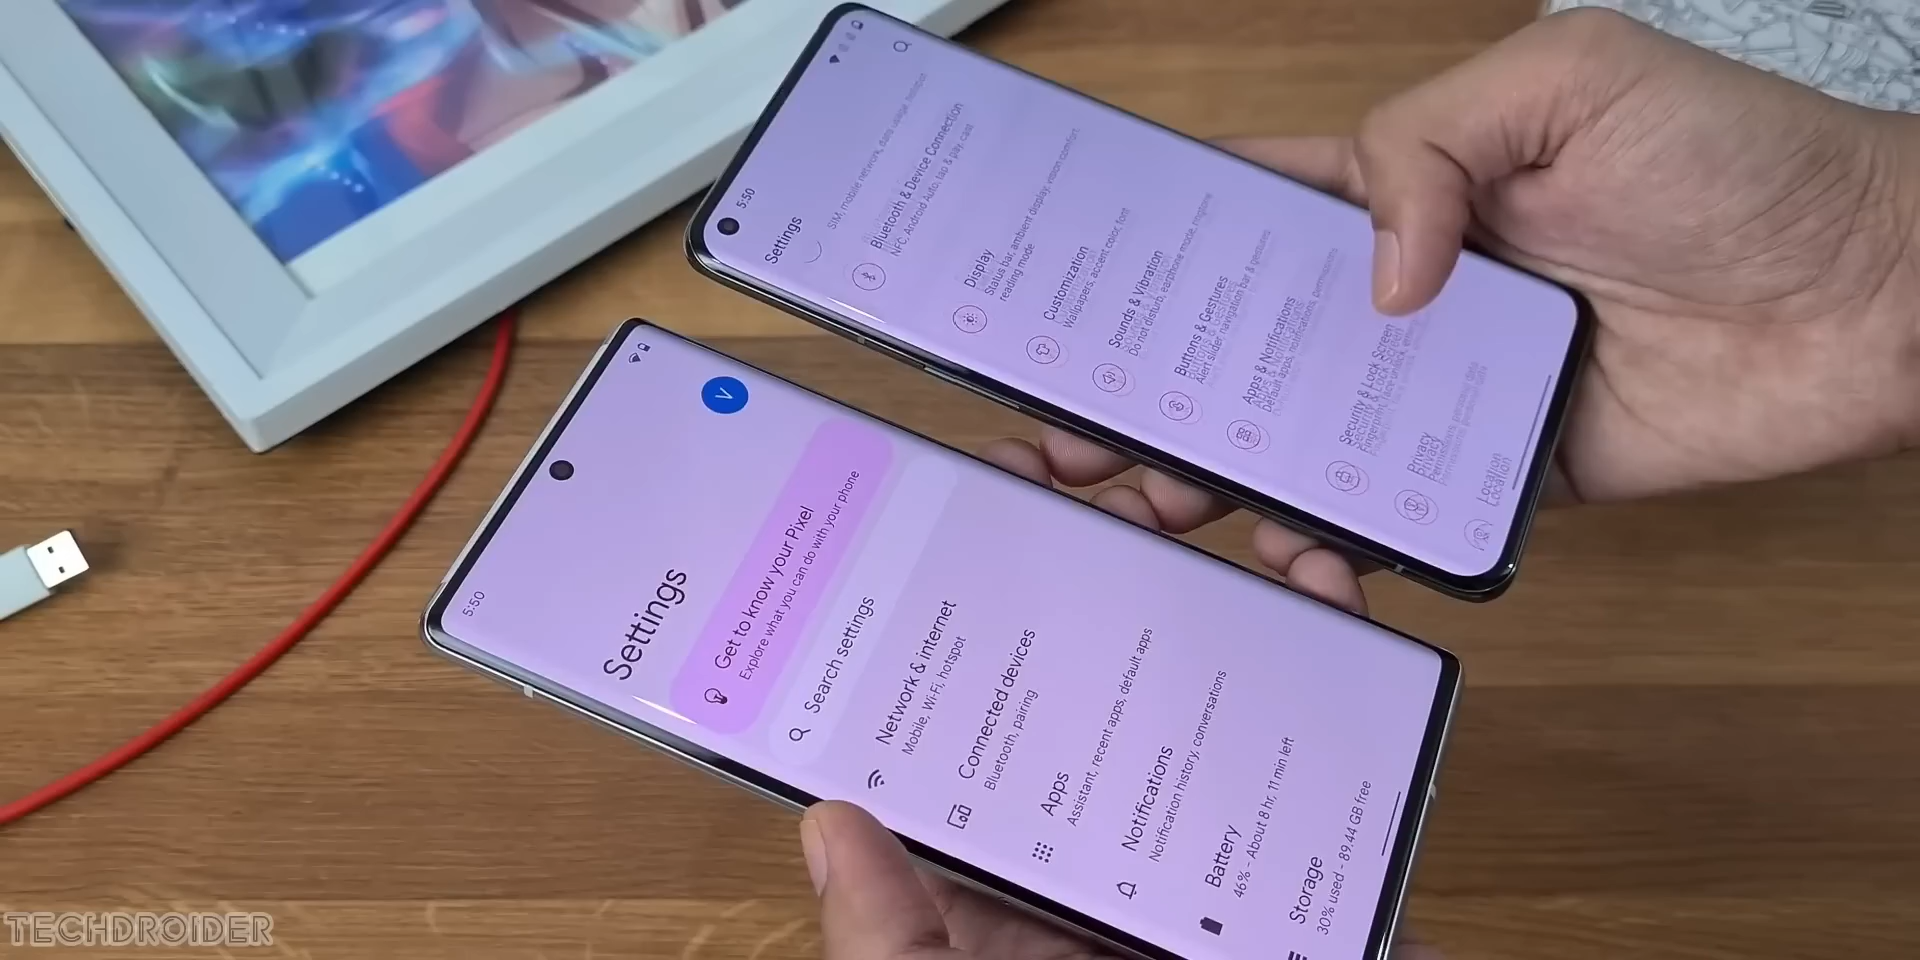 5:50
Settings
SIM, mobile network, data usage, hotspot
Bluetooth & Device Connection
NFC, Android Auto, tap & pay, cast
Display
Status bar, ambient display, vision comfort,
reading mode
Customization
Wallpapers, accent color, font
Sounds & Vibration
Do not disturb, earphone mode, ringtone
Buttons & Gestures
Alert slider, navigation bar & gestures
Apps & Notifications
Default apps, notifications, permissions
Security & Lock Screen
Fingerprint, face unlock,
Privacy
Permissions, personal data
Location
5:50
V
Settings
Get to know your Pixel
Explore what you can do with your phone
Search settings
Network & internet
Mobile, Wi-Fi, hotspot
Connected devices
Bluetooth, pairing
Apps
Assistant, recent apps, default apps
Notifications
Notification history, conversations
Battery
46% - About 8 hr, 11 min left
Storage
30% used - 89.44 GB free
TECHDROIDER